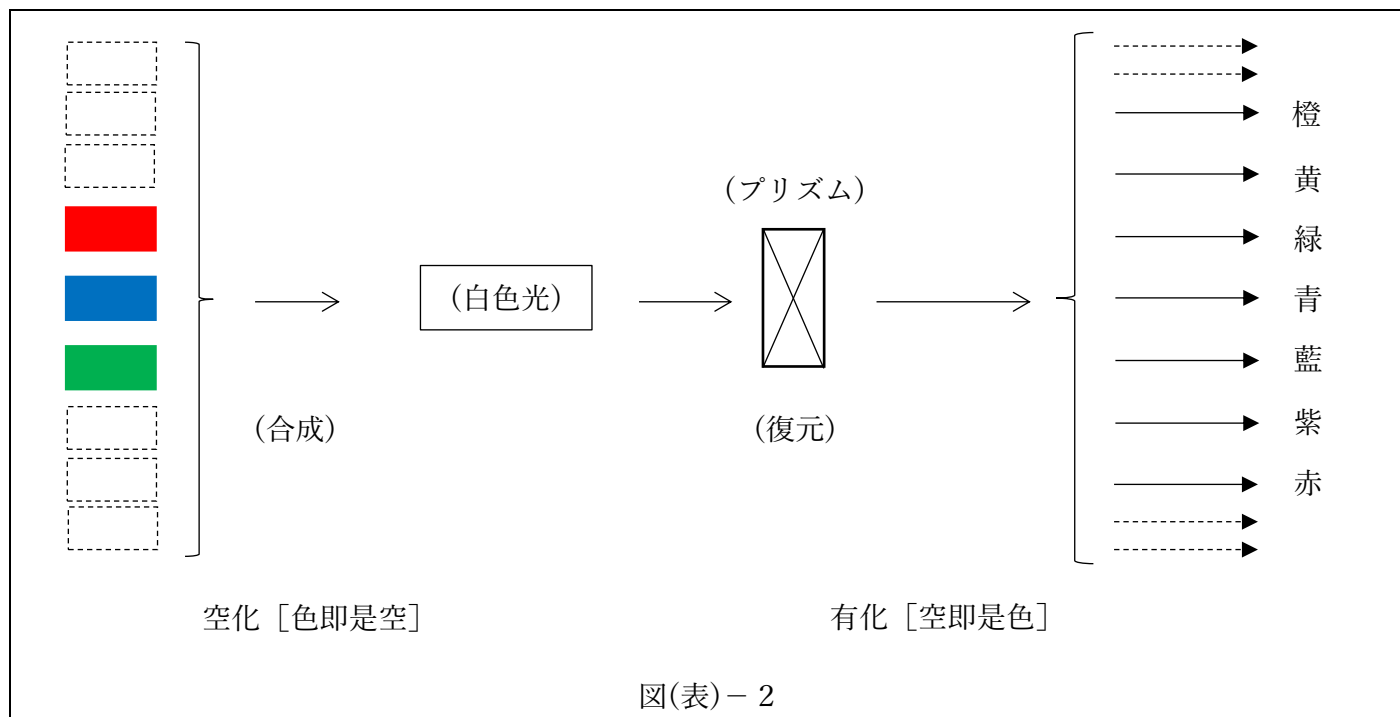 (プリズム)
(白色光)
(合成)
(復元)
橙
黄
緑
青
藍
紫
赤
空化［色即是空］
有化［空即是色］
図(表)－２